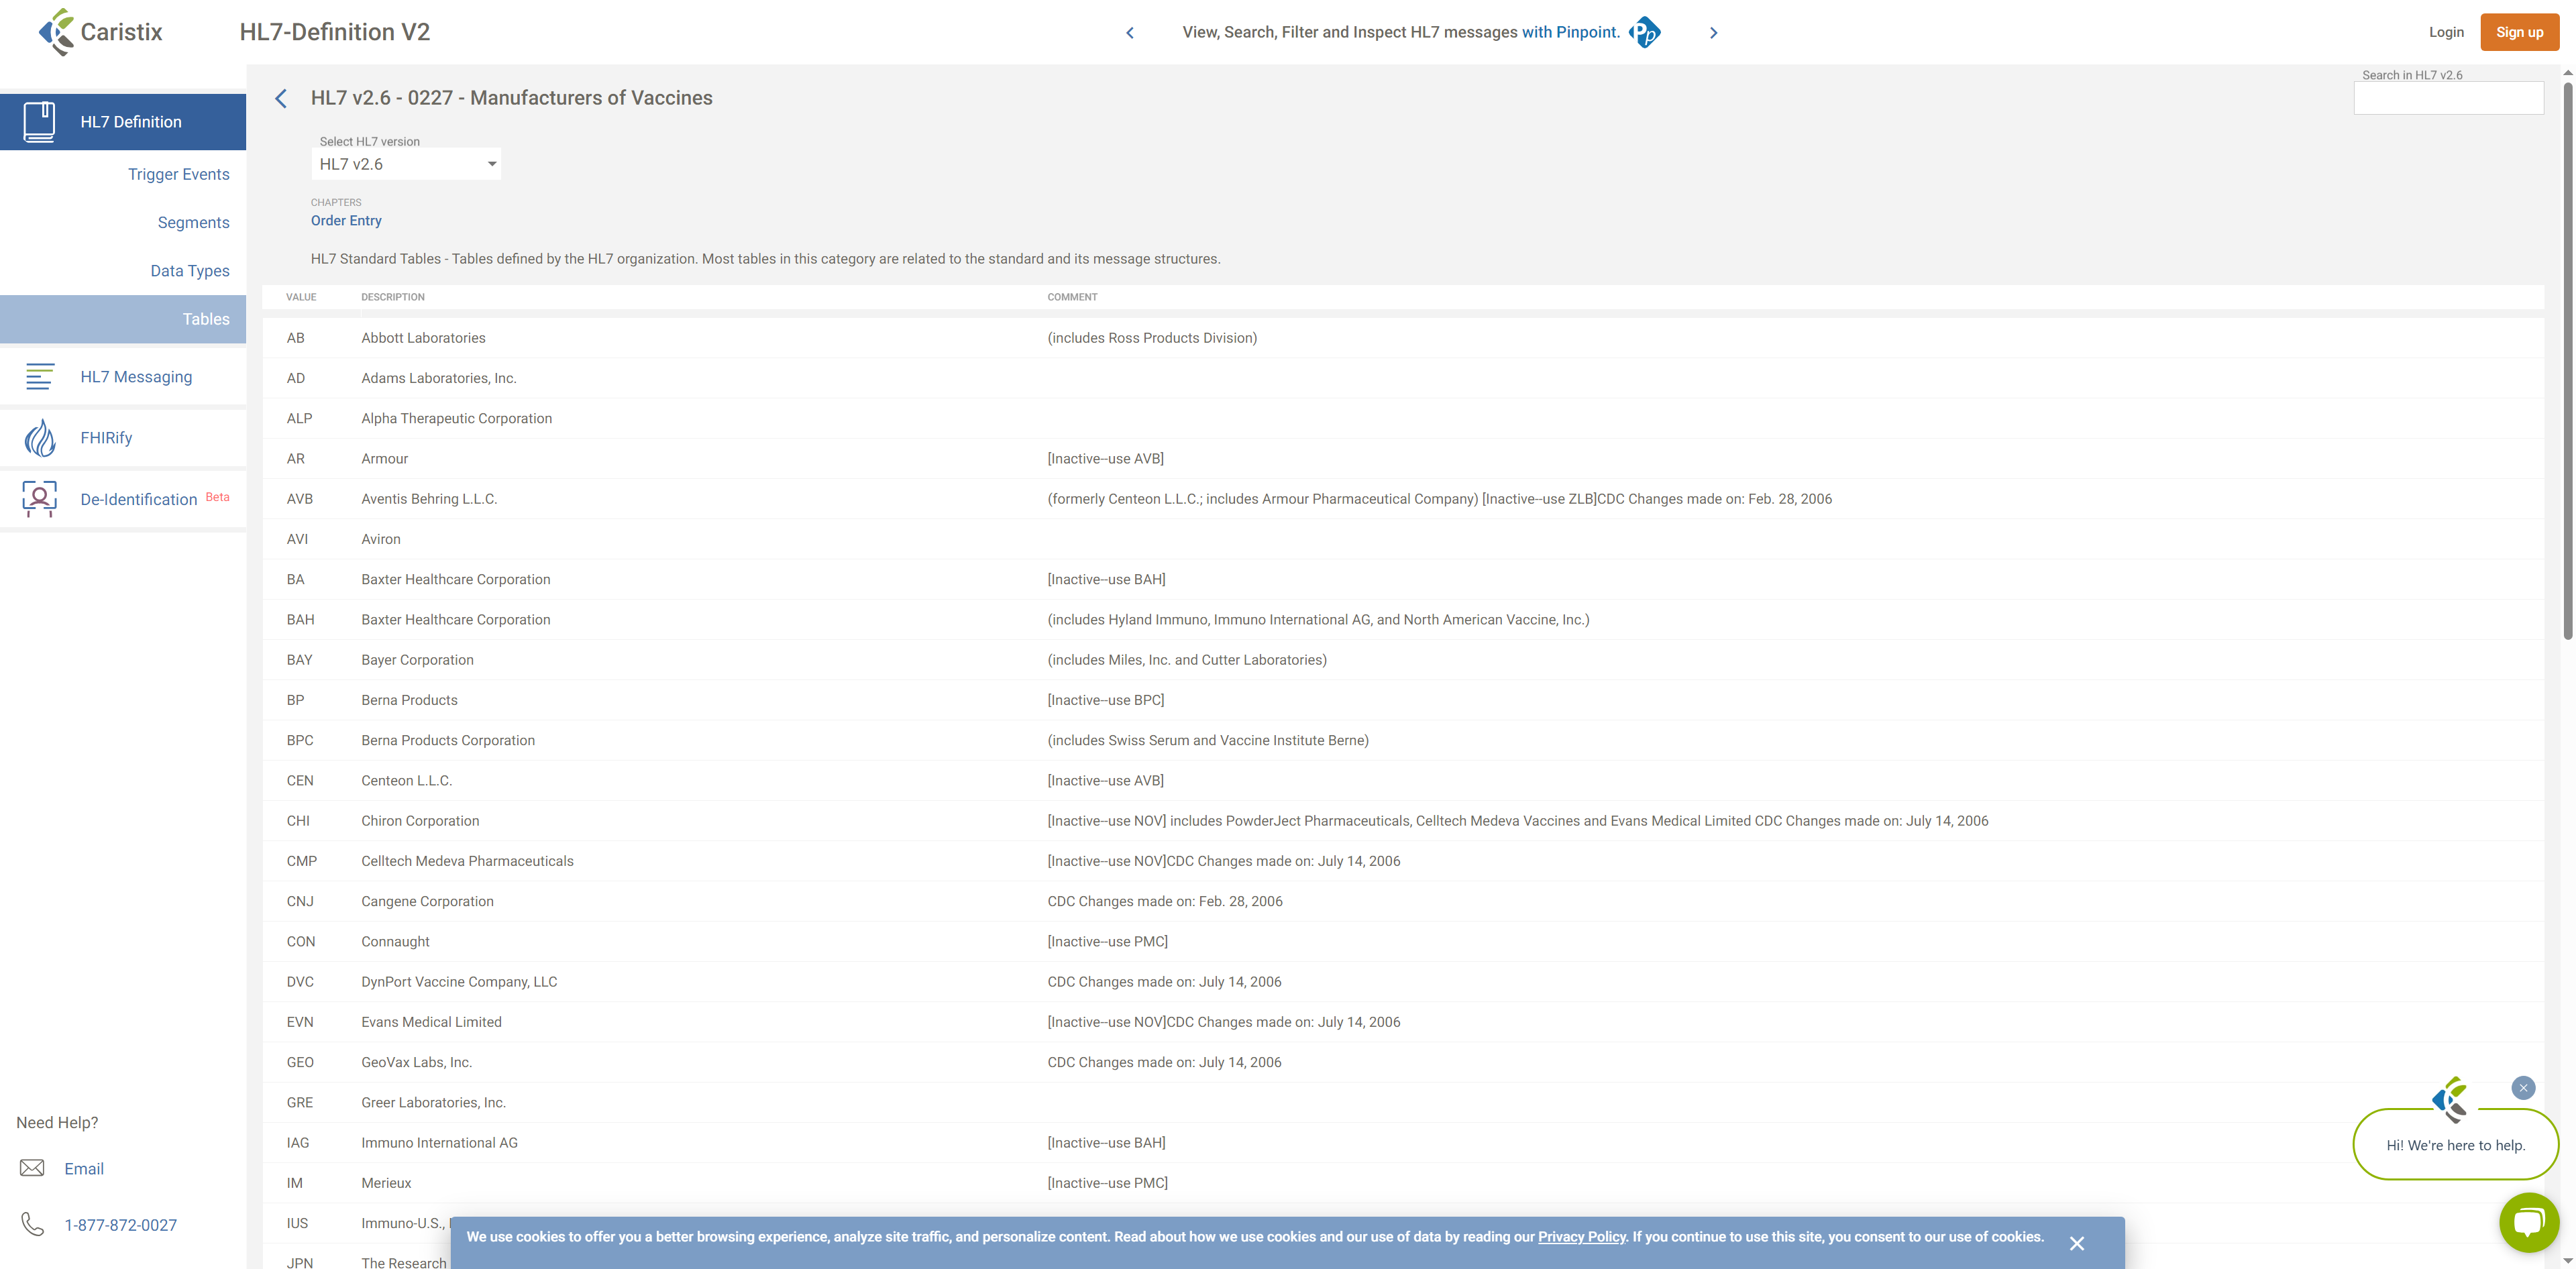 Caristix
HL7-Definition V2
View, Search, Filter and Inspect HL7 messages with Pinpoint.
Pp
Login
Sign up
HL7 Definition
Trigger Events
Segments
Data Types
Tables
HL7 Messaging
FHIRify
De-Identification Beta
Need Help?
Email
1-877-872-0027
HL7 v2.6 - 0227 - Manufacturers of Vaccines
Search in HL7 v2.6
Select HL7 version
HL7 v2.6
CHAPTERS
Order Entry
HL7 Standard Tables - Tables defined by the HL7 organization. Most tables in this category are related to the standard and its message structures.
VALUE DESCRIPTION COMMENT
AB Abbott Laboratories (includes Ross Products Division)
AD Adams Laboratories, Inc.
ALP Alpha Therapeutic Corporation
AR Armour [Inactive--use AVB]
AVB Aventis Behring L.L.C. (formerly Centeon L.L.C.; includes Armour Pharmaceutical Company) [Inactive--use ZLB]CDC Changes made on: Feb. 28, 2006
AVI Aviron
BA Baxter Healthcare Corporation [Inactive--use BAH]
BAH Baxter Healthcare Corporation (includes Hyland Immuno, Immuno International AG, and North American Vaccine, Inc.)
BAY Bayer Corporation (includes Miles, Inc. and Cutter Laboratories)
BP Berna Products [Inactive--use BPC]
BPC Berna Products Corporation (includes Swiss Serum and Vaccine Institute Berne)
CEN Centeon L.L.C. [Inactive--use AVB]
CHI Chiron Corporation [Inactive--use NOV] includes PowderJect Pharmaceuticals, Celltech Medeva Vaccines and Evans Medical Limited CDC Changes made on: July 14, 2006
CMP Celltech Medeva Pharmaceuticals [Inactive--use NOV]CDC Changes made on: July 14, 2006
CNJ Cangene Corporation CDC Changes made on: Feb. 28, 2006
CON Connaught [Inactive--use PMC]
DVC DynPort Vaccine Company, LLC CDC Changes made on: July 14, 2006
EVN Evans Medical Limited [Inactive--use NOV]CDC Changes made on: July 14, 2006
GEO GeoVax Labs, Inc. CDC Changes made on: July 14, 2006
GRE Greer Laboratories, Inc.
IAG Immuno International AG [Inactive--use BAH]
IM Merieux [Inactive--use PMC]
IUS Immuno-U.S.,
JPN The Research
Hi! We're here to help.
We use cookies to offer you a better browsing experience, analyze site traffic, and personalize content. Read about how we use cookies and our use of data by reading our Privacy Policy. If you continue to use this site, you consent to our use of cookies.